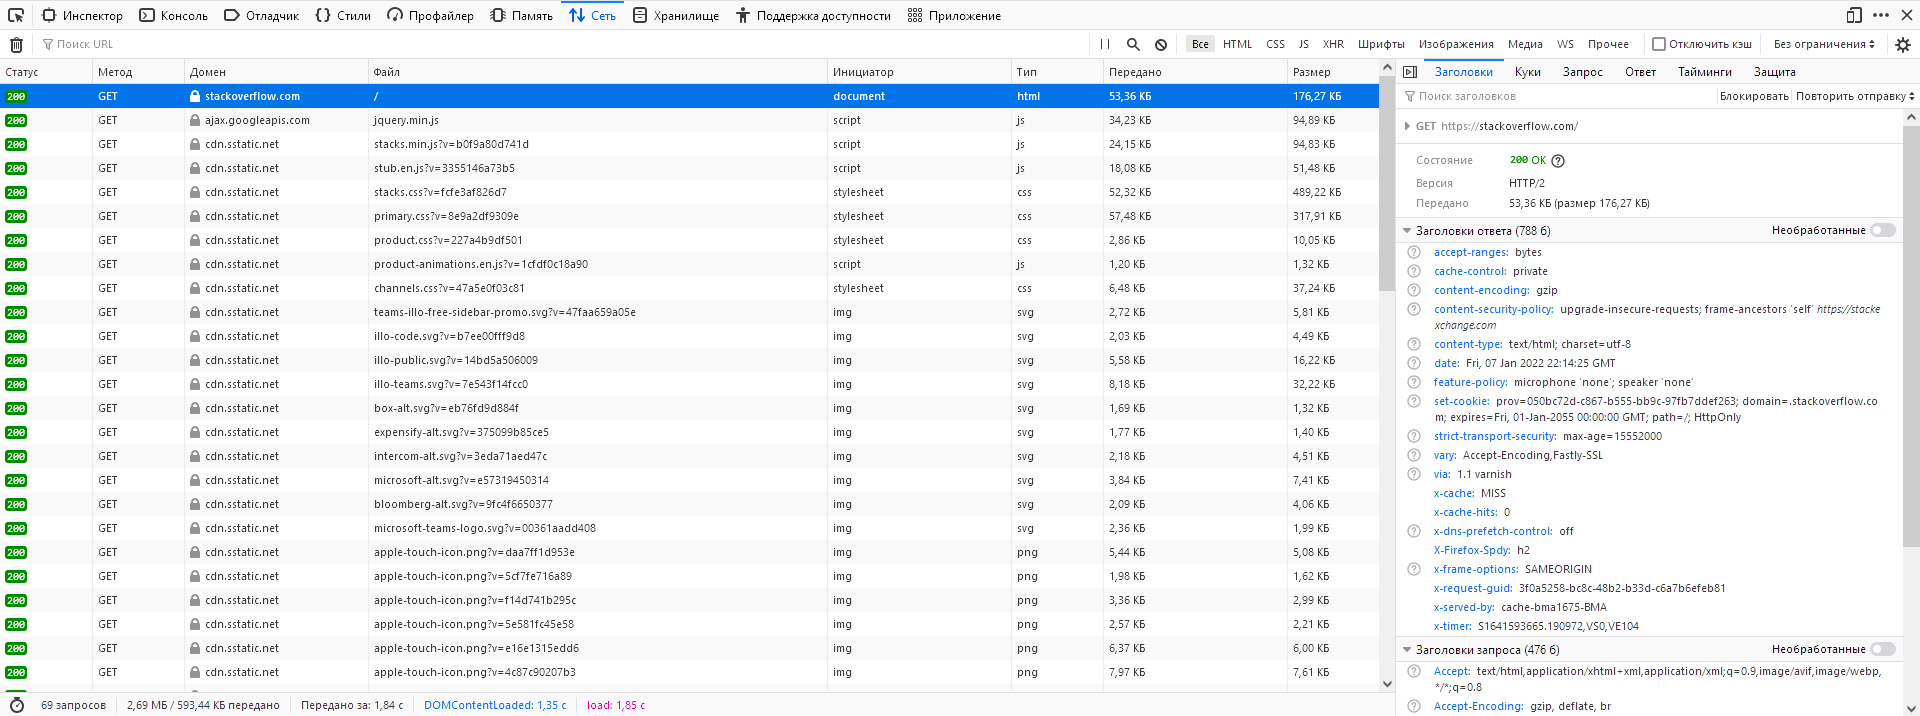 Инспектор Консоль Отладчик Стили Профайлер Память Сеть Хранилище Поддержка доступности Приложение
Поиск URL Все HTML CSS JS XHR Шрифты Изображения Медиа WS Прочее Отключить кэш Без ограничения
Статус Метод Домен Файл Инициатор Тип Передано Размер
200 GET stackoverflow.com / document html 53,36 КБ 176,27 КБ
200 GET ajax.googleapis.com jquery.min.js script js 34,23 КБ 94,89 КБ
200 GET cdn.sstatic.net stacks.min.js?v=b0f9a80d741d script js 24,15 КБ 94,83 КБ
200 GET cdn.sstatic.net stub.en.js?v=3355146a73b5 script js 18,08 КБ 51,48 КБ
200 GET cdn.sstatic.net stacks.css?v=fcfe3af826d7 stylesheet css 52,32 КБ 489,22 КБ
200 GET cdn.sstatic.net primary.css?v=8e9a2df9309e stylesheet css 57,48 КБ 317,91 КБ
200 GET cdn.sstatic.net product.css?v=227a4b9df501 stylesheet css 2,86 КБ 10,05 КБ
200 GET cdn.sstatic.net product-animations.en.js?v=1cfdf0c18a90 script js 1,20 КБ 1,32 КБ
200 GET cdn.sstatic.net channels.css?v=47a5e0f03c81 stylesheet css 6,48 КБ 37,24 КБ
200 GET cdn.sstatic.net teams-illo-free-sidebar-promo.svg?v=47faa659a05e img svg 2,72 КБ 5,81 КБ
200 GET cdn.sstatic.net illo-code.svg?v=b7ee00fff9d8 img svg 2,03 КБ 4,49 КБ
200 GET cdn.sstatic.net illo-public.svg?v=14bd5a506009 img svg 5,58 КБ 16,22 КБ
200 GET cdn.sstatic.net illo-teams.svg?v=7e543f14fcc0 img svg 8,18 КБ 32,22 КБ
200 GET cdn.sstatic.net box-alt.svg?v=eb76fd9d884f img svg 1,69 КБ 1,32 КБ
200 GET cdn.sstatic.net expensify-alt.svg?v=375099b85ce5 img svg 1,77 КБ 1,40 КБ
200 GET cdn.sstatic.net intercom-alt.svg?v=3eda71aed47c img svg 2,18 КБ 4,51 КБ
200 GET cdn.sstatic.net microsoft-alt.svg?v=e57319450314 img svg 3,84 КБ 7,41 КБ
200 GET cdn.sstatic.net bloomberg-alt.svg?v=9fc4f6650377 img svg 2,09 КБ 4,06 КБ
200 GET cdn.sstatic.net microsoft-teams-logo.svg?v=00361aadd408 img svg 2,36 КБ 1,99 КБ
200 GET cdn.sstatic.net apple-touch-icon.png?v=daa7ff1d953e img png 5,44 КБ 5,08 КБ
200 GET cdn.sstatic.net apple-touch-icon.png?v=5cf7fe716a89 img png 1,98 КБ 1,62 КБ
200 GET cdn.sstatic.net apple-touch-icon.png?v=f14d741b295c img png 3,36 КБ 2,99 КБ
200 GET cdn.sstatic.net apple-touch-icon.png?v=5e581fc45e58 img png 2,57 КБ 2,21 КБ
200 GET cdn.sstatic.net apple-touch-icon.png?v=e16e1315edd6 img png 6,37 КБ 6,00 КБ
200 GET cdn.sstatic.net apple-touch-icon.png?v=4c87c90207b3 img png 7,97 КБ 7,61 КБ
69 запросов 2,69 МБ / 593,44 КБ передано Передано за: 1,84 с DOMContentLoaded: 1,35 с load: 1,85 с
Заголовки Куки Запрос Ответ Тайминги Защита
Поиск заголовков Блокировать Повторить отправку
GET https://stackoverflow.com/
Состояние 200 OK
Версия HTTP/2
Передано 53,36 КБ (размер 176,27 КБ)
Заголовки ответа (788 б) Необработанные
accept-ranges: bytes
cache-control: private
content-encoding: gzip
content-security-policy: upgrade-insecure-requests; frame-ancestors 'self' https://stacke
xchange.com
content-type: text/html; charset=utf-8
date: Fri, 07 Jan 2022 22:14:25 GMT
feature-policy: microphone 'none'; speaker 'none'
set-cookie: prov=050bc72d-c867-b555-bb9c-97fb7ddef263; domain=.stackoverflow.co
m; expires=Fri, 01-Jan-2055 00:00:00 GMT; path=/; HttpOnly
strict-transport-security: max-age=15552000
vary: Accept-Encoding,Fastly-SSL
via: 1.1 varnish
x-cache: MISS
x-cache-hits: 0
x-dns-prefetch-control: off
X-Firefox-Spdy: h2
x-frame-options: SAMEORIGIN
x-request-guid: 3f0a5258-bc8c-48b2-b33d-c6a7b6efeb81
x-served-by: cache-bma1675-BMA
x-timer: S1641593665.190972,VS0,VE104
Заголовки запроса (476 б) Необработанные
Accept: text/html,application/xhtml+xml,application/xml;q=0.9,image/avif,image/webp,
*/*;q=0.8
Accept-Encoding: gzip, deflate, br